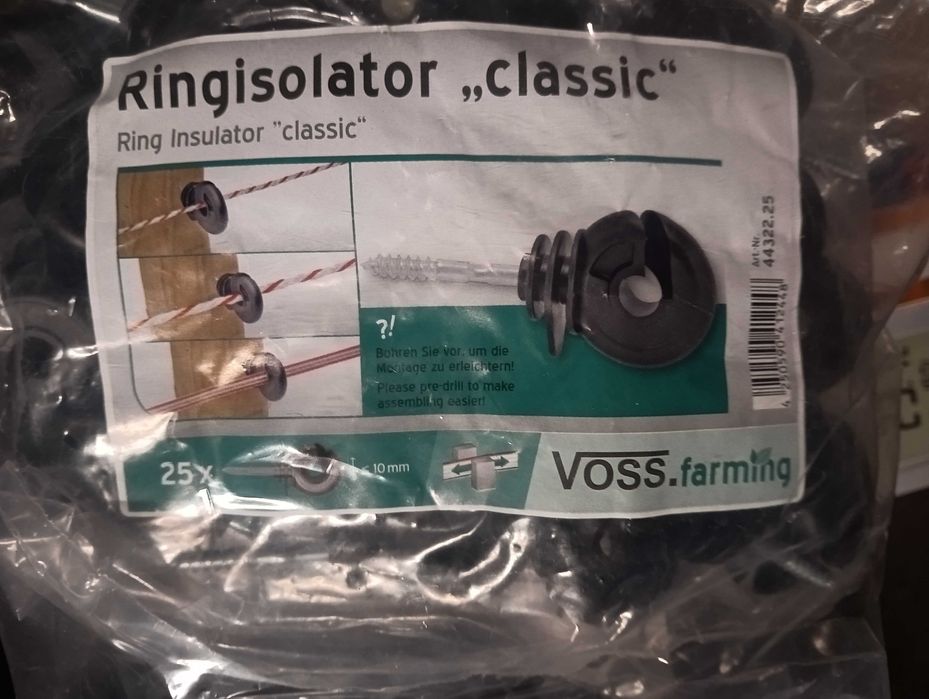 Ringisolator „classic“
Ring Insulator "classic“
?!
Bohren Sie vor, um die
Montage zu erleichtern!
Please pre-drill to make
assembling easier!
Art.-Nr.
44322.25
25 x
< 10 mm
VOSS.farming